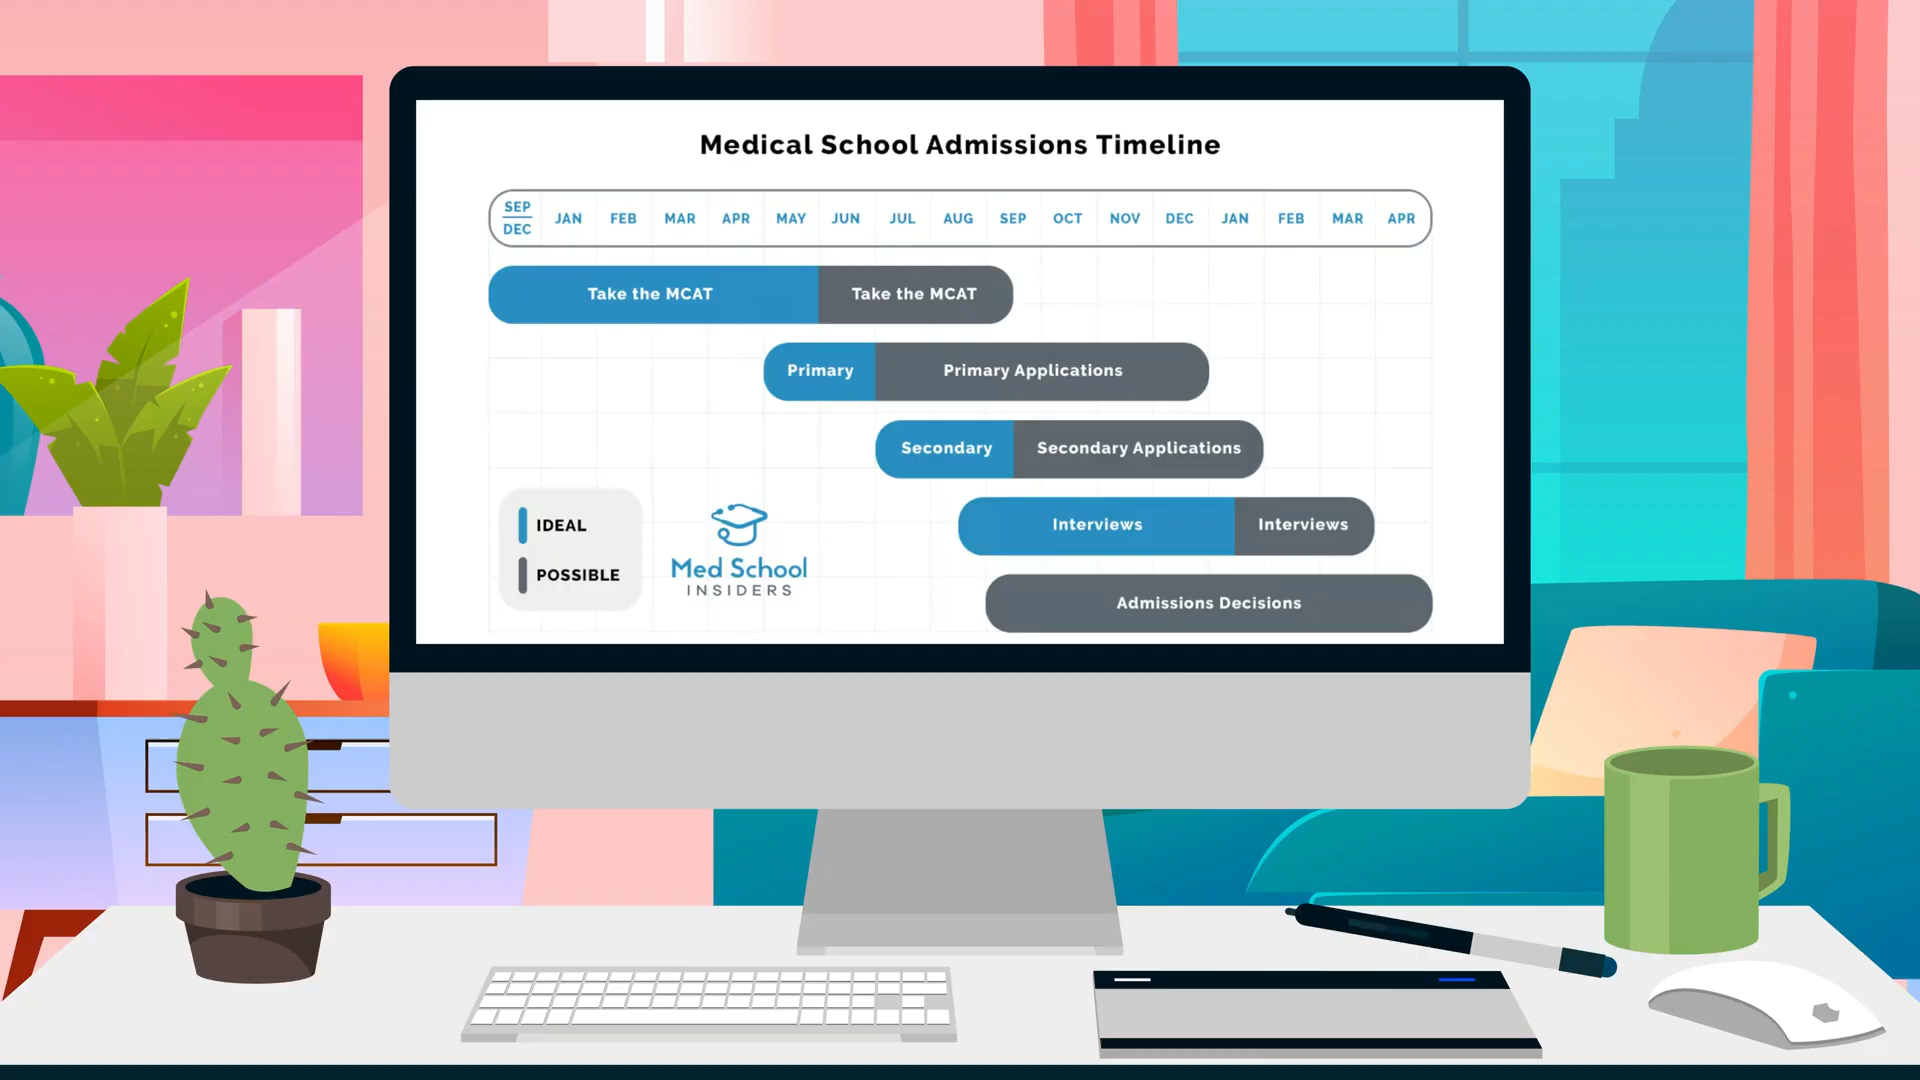 Medical School Admissions Timeline
SEP
DEC
JAN FEB MAR APR MAY JUN JUL AUG SEP OCT NOV DEC JAN FEB MAR APR
Take the MCAT Take the MCAT
Primary Primary Applications
Secondary Secondary Applications
Interviews Interviews
Admissions Decisions
IDEAL
POSSIBLE
Med School
INSIDERS